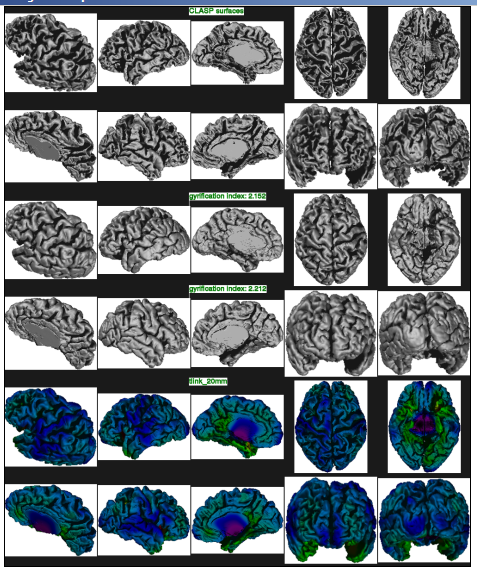 CLASP surfaces
gyrification index: 2.152
gyrification index: 2.212
tlink_20mm